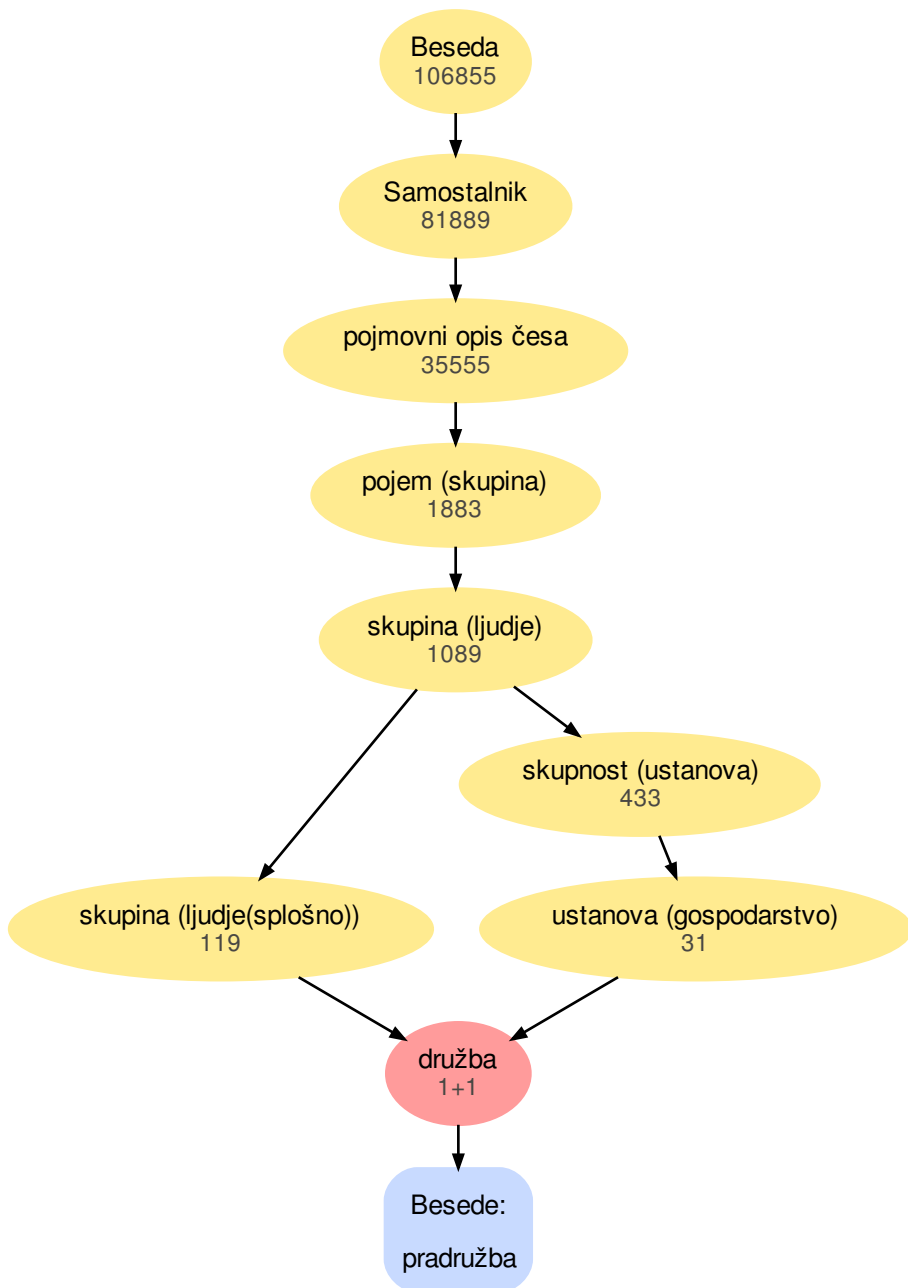 Beseda
106855
Samostalnik
81889
pojmovni opis česa
35555
pojem (skupina)
1883
skupina (ljudje)
1089
skupnost (ustanova)
433
skupina (ljudje(splošno))
119
ustanova (gospodarstvo)
31
družba
1+1
Besede:
pradružba